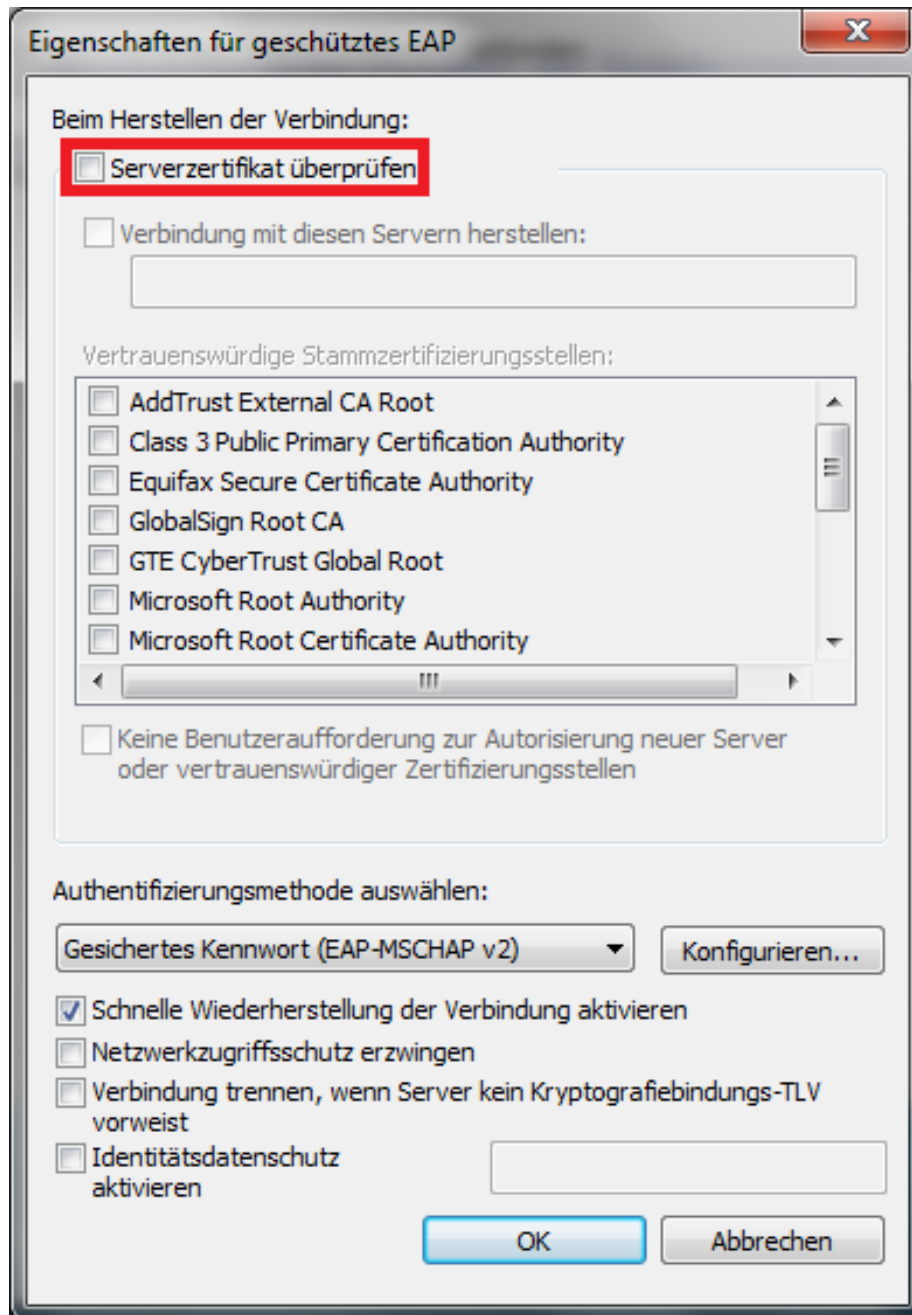 Eigenschaften für geschütztes EAP
Beim Herstellen der Verbindung:
Serverzertifikat überprüfen
Verbindung mit diesen Servern herstellen:
Vertrauenswürdige Stammzertifizierungsstellen:
AddTrust External CA Root
Class 3 Public Primary Certification Authority
Equifax Secure Certificate Authority
GlobalSign Root CA
GTE CyberTrust Global Root
Microsoft Root Authority
Microsoft Root Certificate Authority
Keine Benutzeraufforderung zur Autorisierung neuer Server
oder vertrauenswürdiger Zertifizierungsstellen
Authentifizierungsmethode auswählen:
Gesichertes Kennwort (EAP-MSCHAP v2)
Konfigurieren...
Schnelle Wiederherstellung der Verbindung aktivieren
Netzwerkzugriffsschutz erzwingen
Verbindung trennen, wenn Server kein Kryptografiebindungs-TLV
vorweist
Identitätsdatenschutz
aktivieren
OK
Abbrechen